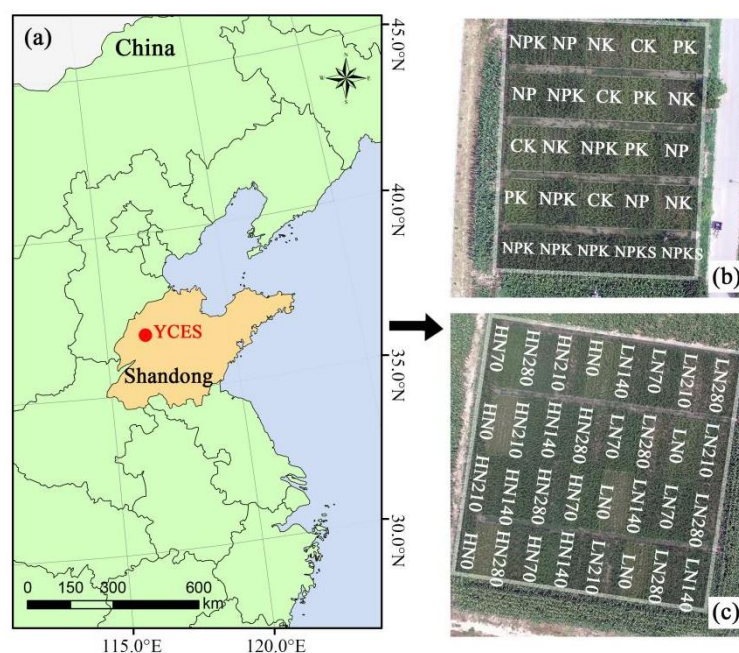 (a)
China
YCES
Shandong
0 150 300 600
km
115.0°E 120.0°E
45.0°N
40.0°N
35.0°N
30.0°N
NPK NP NK CK PK
NP NPK CK PK NK
CK NK NPK PK NP
PK NPK CK NP NK
NPK NPK NPK NPKS NPKS
(b)
HN70 HN280 HN210 HN0 LN140 LN70 LN210 LN280
HN0 HN210 HN140 HN280 LN70 LN280 LN0 LN210
HN210 HN140 HN280 HN70 LN0 LN140 LN70 LN280
HN0 HN280 HN70 HN140 LN210 LN0 LN280 LN140
(c)